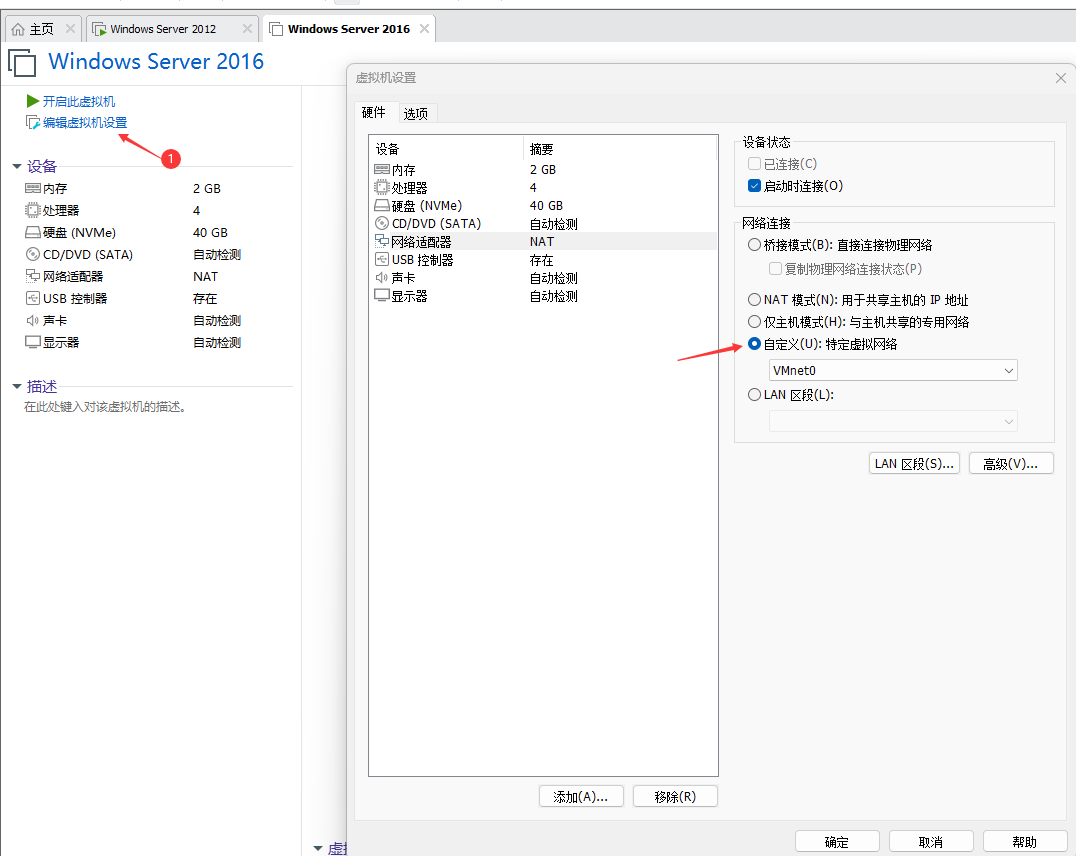 主页
Windows Server 2012
Windows Server 2016
Windows Server 2016
开启此虚拟机
编辑虚拟机设置
1
设备
内存 2 GB
处理器 4
硬盘 (NVMe) 40 GB
CD/DVD (SATA) 自动检测
网络适配器 NAT
USB 控制器 存在
声卡 自动检测
显示器 自动检测
描述
在此处键入对该虚拟机的描述。
虚拟机设置
硬件
选项
设备 摘要
内存 2 GB
处理器 4
硬盘 (NVMe) 40 GB
CD/DVD (SATA) 自动检测
网络适配器 NAT
USB 控制器 存在
声卡 自动检测
显示器 自动检测
添加(A)...
移除(R)
设备状态
已连接(C)
启动时连接(O)
网络连接
桥接模式(B): 直接连接物理网络
复制物理网络连接状态(P)
NAT 模式(N): 用于共享主机的 IP 地址
仅主机模式(H): 与主机共享的专用网络
自定义(U): 特定虚拟网络
VMnet0
LAN 区段(L):
LAN 区段(S)...
高级(V)...
确定
取消
帮助